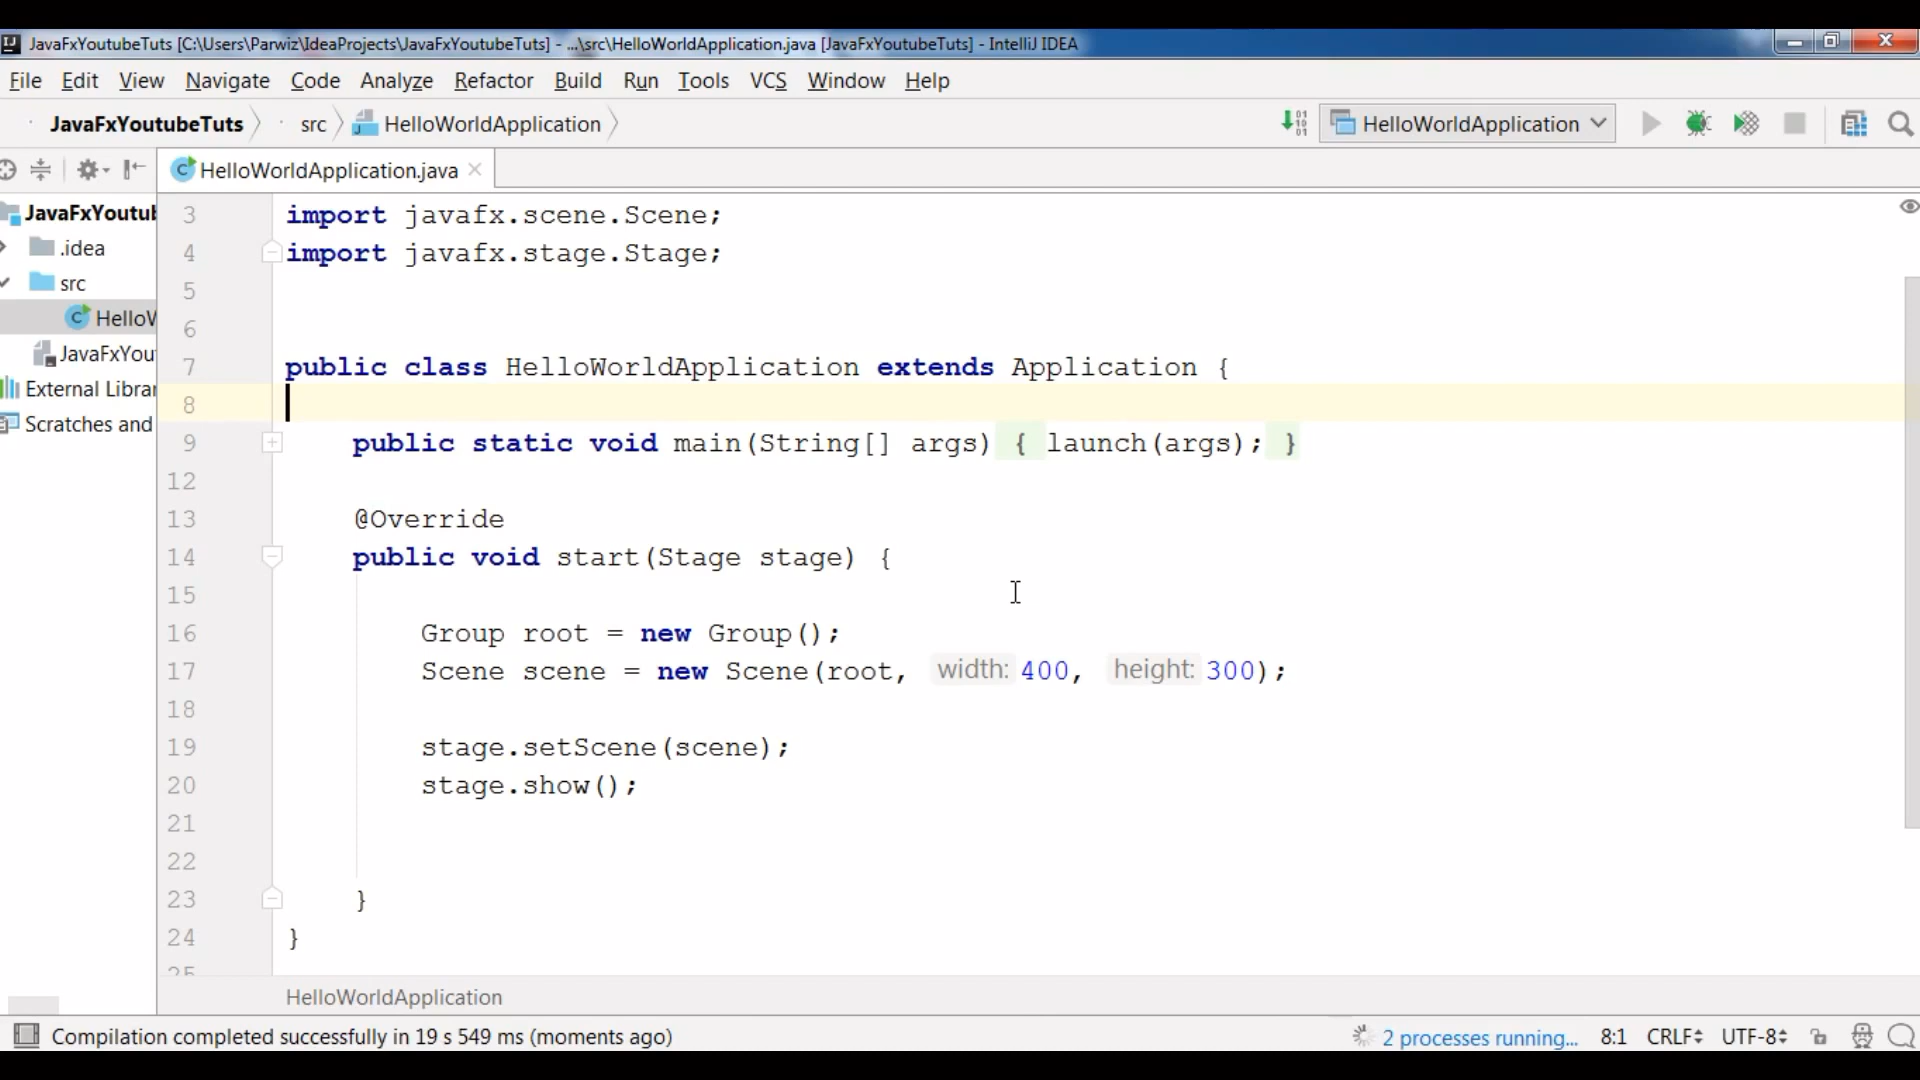 JavaFxYoutubeTuts [C:\Users\Parwiz\IdeaProjects\JavaFxYoutubeTuts] - ...\src\HelloWorldApplication.java [JavaFxYoutubeTuts] - IntelliJ IDEA
File Edit View Navigate Code Analyze Refactor Build Run Tools VCS Window Help
JavaFxYoutubeTuts src HelloWorldApplication HelloWorldApplication
HelloWorldApplication.java
JavaFxYoutub
.idea
src
HelloW
JavaFxYou
External Librar
Scratches and
3 import javafx.scene.Scene;
4 import javafx.stage.Stage;
5
6
7 public class HelloWorldApplication extends Application {
8
9 public static void main(String[] args) { launch(args); }
12
13 @Override
14 public void start(Stage stage) {
15
16 Group root = new Group();
17 Scene scene = new Scene(root, width: 400, height: 300);
18
19 stage.setScene(scene);
20 stage.show();
21
22
23 }
24 }
25
HelloWorldApplication
Compilation completed successfully in 19 s 549 ms (moments ago) 2 processes running... 8:1 CRLF UTF-8